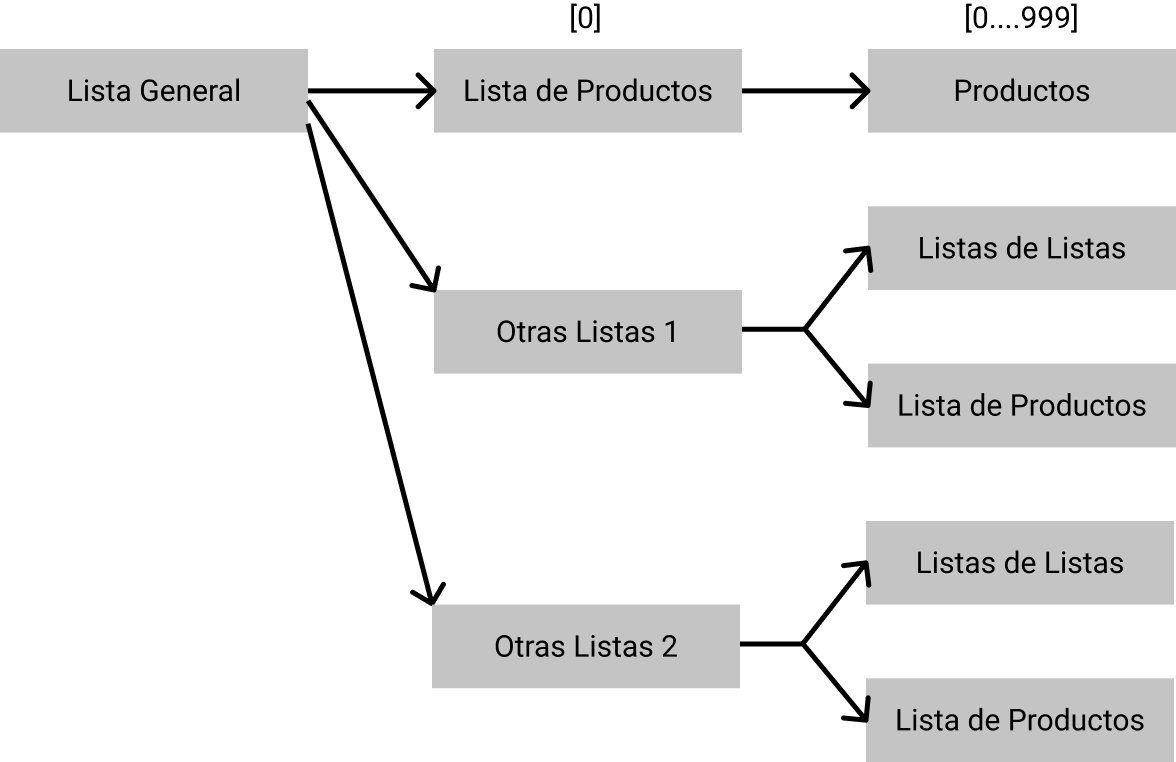 [0]
[0....999]
Lista General
Lista de Productos
Productos
Listas de Listas
Otras Listas 1
Lista de Productos
Listas de Listas
Otras Listas 2
Lista de Productos